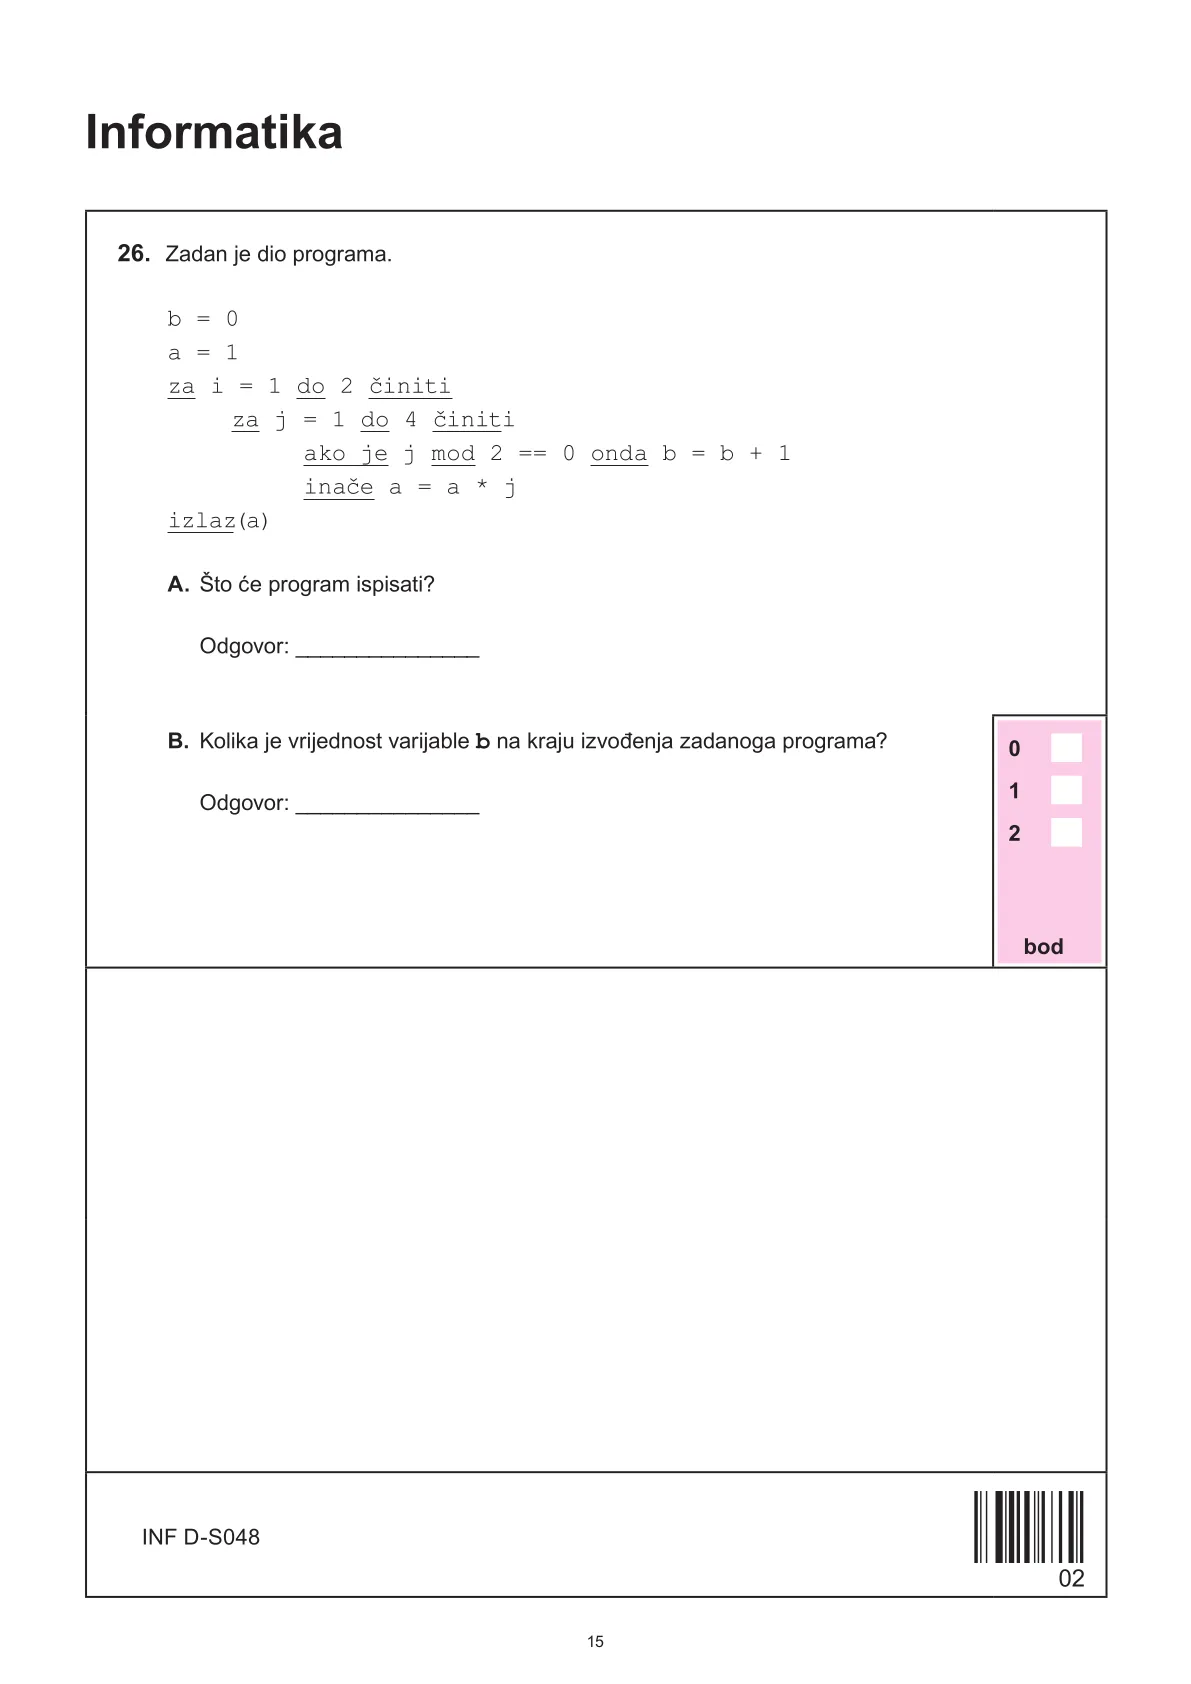 Informatika
26. Zadan je dio programa.
b = 0
a = 1
za i = 1 do 2 činiti
za j = 1 do 4 činiti
ako je j mod 2 == 0 onda b = b + 1
inače a = a * j
izlaz(a)
A. Što će program ispisati?
Odgovor: _______________
B. Kolika je vrijednost varijable b na kraju izvođenja zadanoga programa?
Odgovor: _______________
0
1
2
bod
INF D-S048
02
15